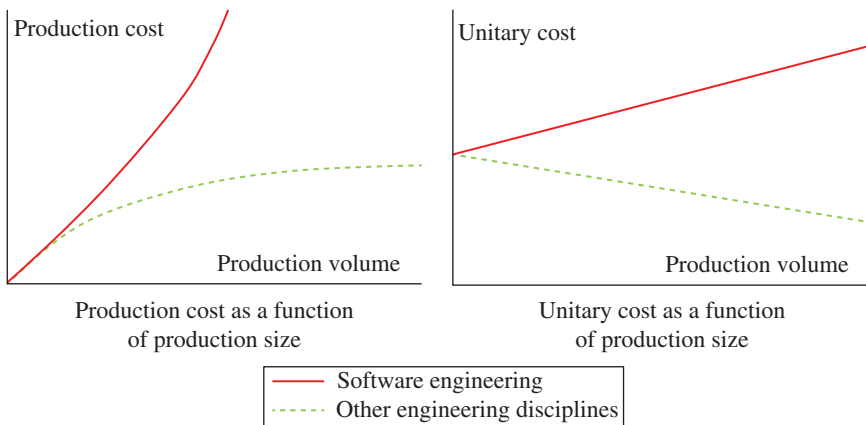 Production cost
Production volume
Production cost as a function
of production size
Unitary cost
Production volume
Unitary cost as a function
of production size
Software engineering
Other engineering disciplines